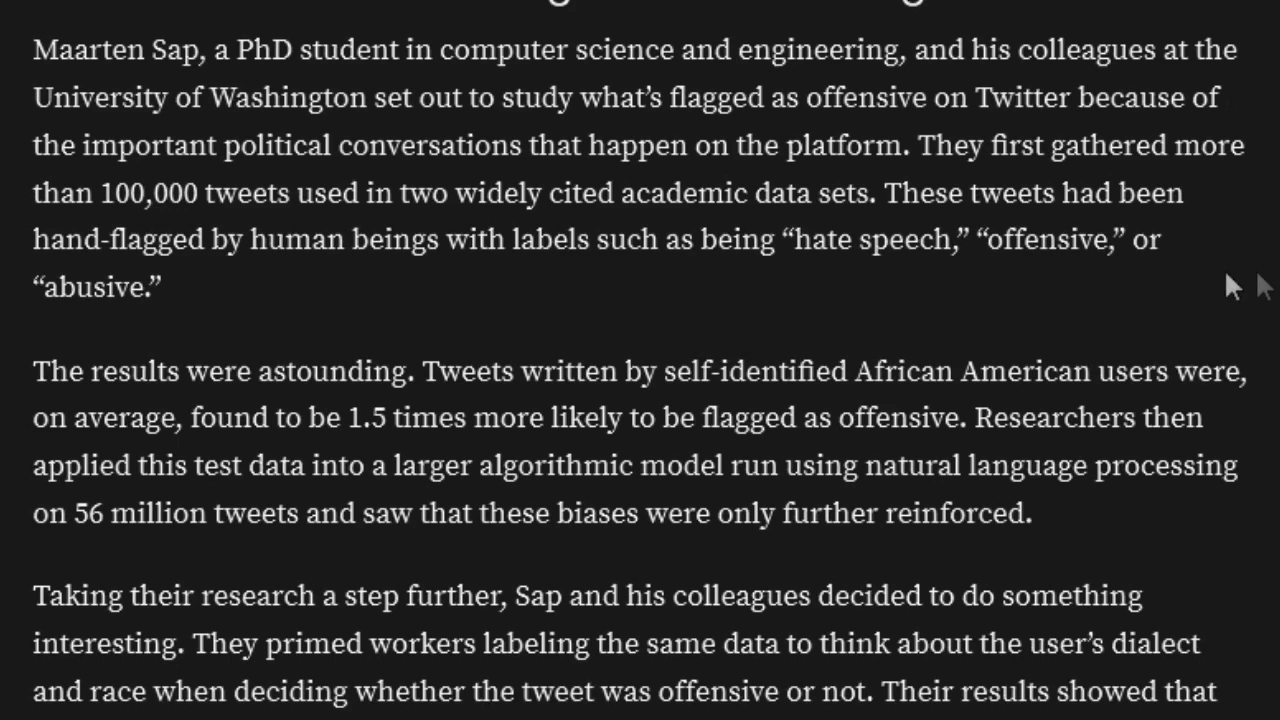 Maarten Sap, a PhD student in computer science and engineering, and his colleagues at the
University of Washington set out to study what’s flagged as offensive on Twitter because of
the important political conversations that happen on the platform. They first gathered more
than 100,000 tweets used in two widely cited academic data sets. These tweets had been
hand-flagged by human beings with labels such as being “hate speech,” “offensive,” or
“abusive.”
The results were astounding. Tweets written by self-identified African American users were,
on average, found to be 1.5 times more likely to be flagged as offensive. Researchers then
applied this test data into a larger algorithmic model run using natural language processing
on 56 million tweets and saw that these biases were only further reinforced.
Taking their research a step further, Sap and his colleagues decided to do something
interesting. They primed workers labeling the same data to think about the user’s dialect
and race when deciding whether the tweet was offensive or not. Their results showed that